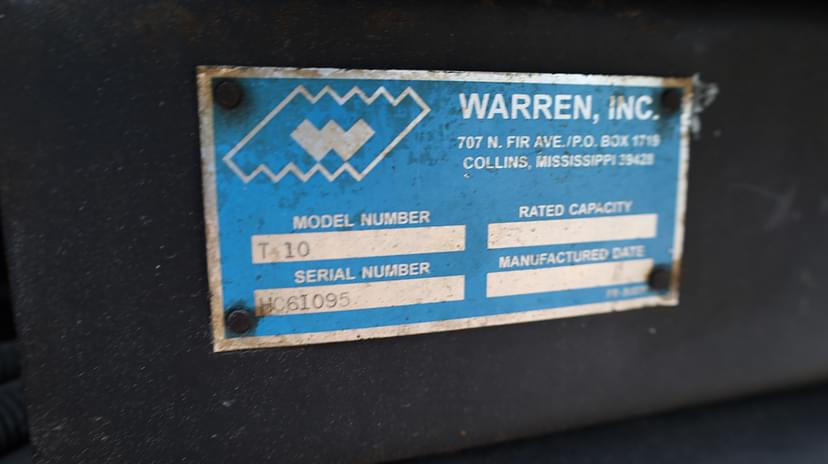 W
WARREN, INC.
707 N. FIR AVE./P.O. BOX 1719
COLLINS, MISSISSIPPI 39428
MODEL NUMBER
T-10
RATED CAPACITY
SERIAL NUMBER
HC6I095
MANUFACTURED DATE